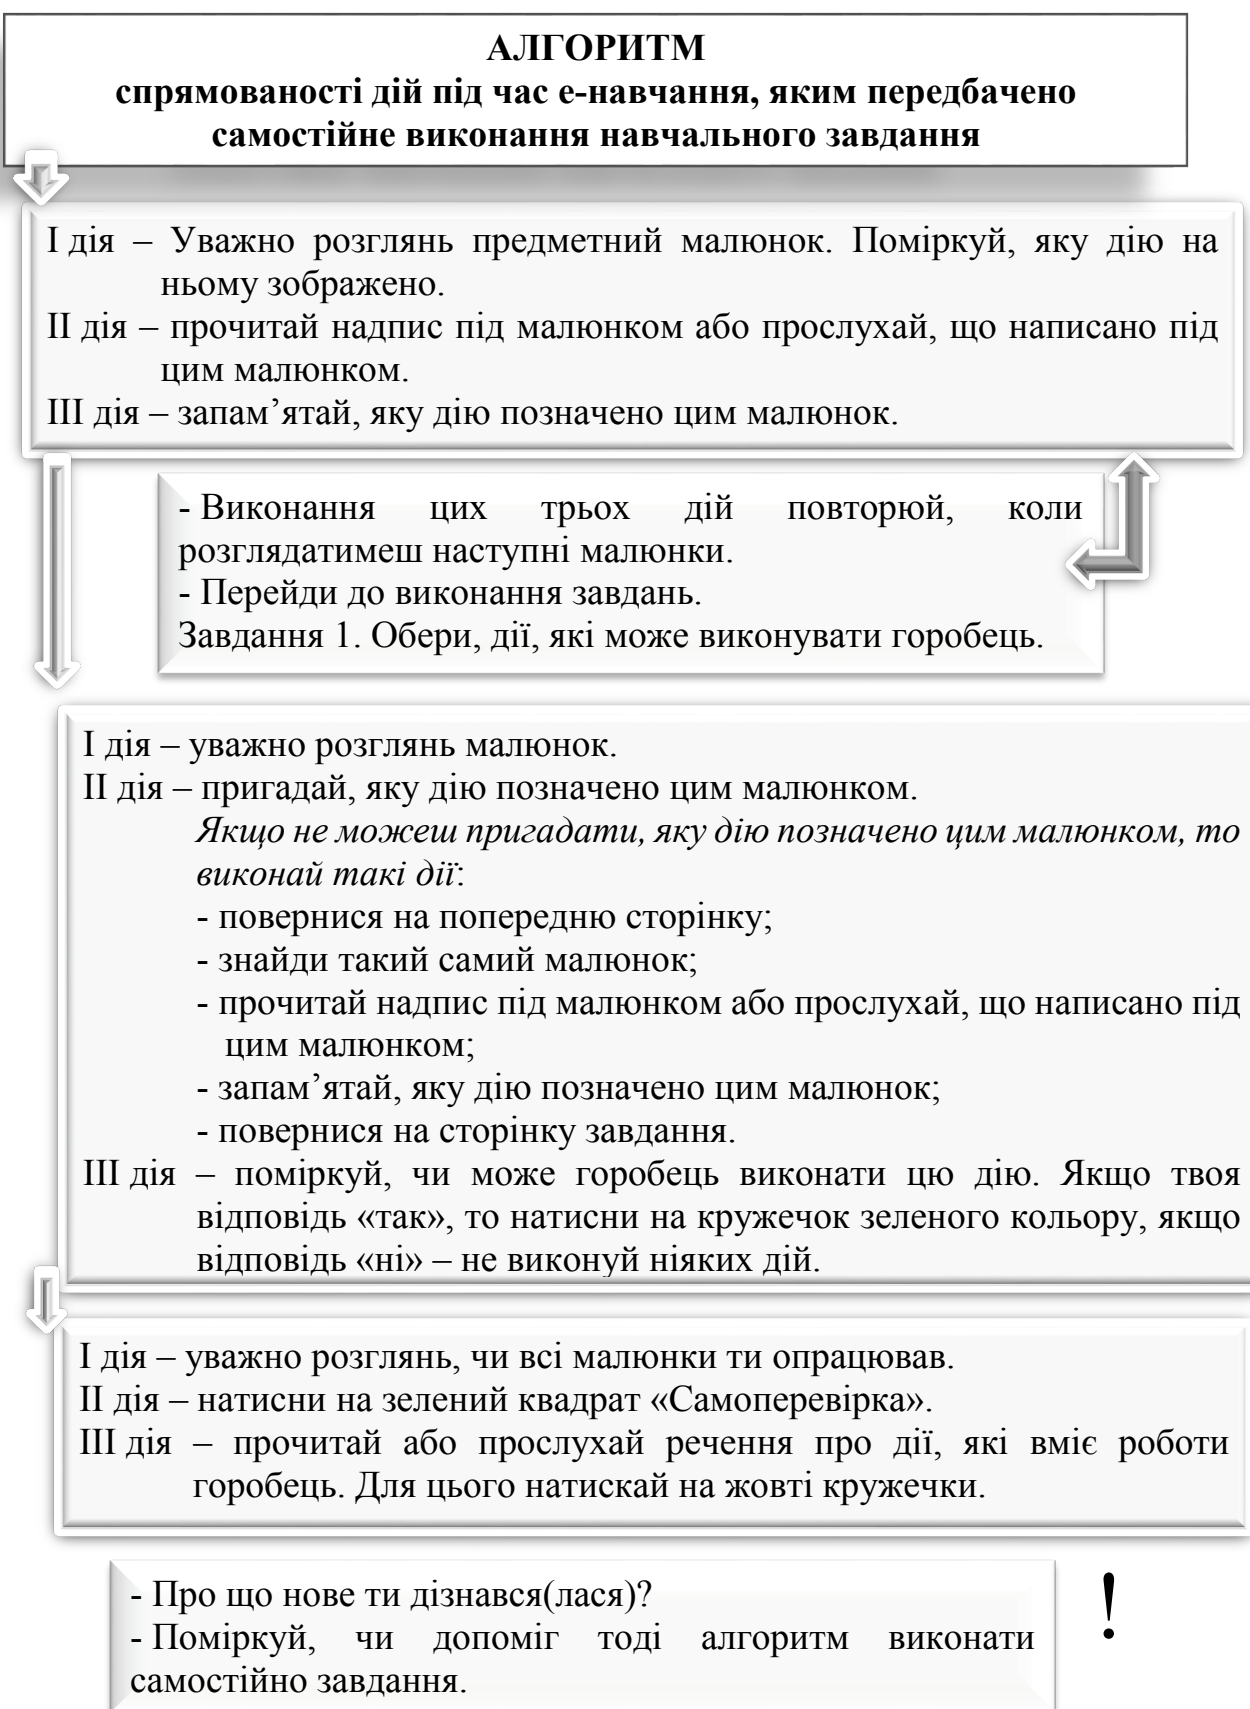 АЛГОРИТМ
спрямованості дій під час е-навчання, яким передбачено
самостійне виконання навчального завдання
І дія – Уважно розглянь предметний малюнок. Поміркуй, яку дію на
ньому зображено.
ІІ дія – прочитай надпис під малюнком або прослухай, що написано під
цим малюнком.
ІІІ дія – запам’ятай, яку дію позначено цим малюнок.
- Виконання цих трьох дій повторюй, коли
розглядатимеш наступні малюнки.
- Перейди до виконання завдань.
Завдання 1. Обери, дії, які може виконувати горобець.
І дія – уважно розглянь малюнок.
ІІ дія – пригадай, яку дію позначено цим малюнком.
Якщо не можеш пригадати, яку дію позначено цим малюнком, то
виконай такі дії:
- повернися на попередню сторінку;
- знайди такий самий малюнок;
- прочитай надпис під малюнком або прослухай, що написано під
цим малюнком;
- запам’ятай, яку дію позначено цим малюнок;
- повернися на сторінку завдання.
ІІІ дія – поміркуй, чи може горобець виконати цю дію. Якщо твоя
відповідь «так», то натисни на кружечок зеленого кольору, якщо
відповідь «ні» – не виконуй ніяких дій.
І дія – уважно розглянь, чи всі малюнки ти опрацював.
ІІ дія – натисни на зелений квадрат «Самоперевірка».
ІІІ дія – прочитай або прослухай речення про дії, які вміє роботи
горобець. Для цього натискай на жовті кружечки.
- Про що нове ти дізнався(лася)?
- Поміркуй, чи допоміг тоді алгоритм виконати
самостійно завдання.
!